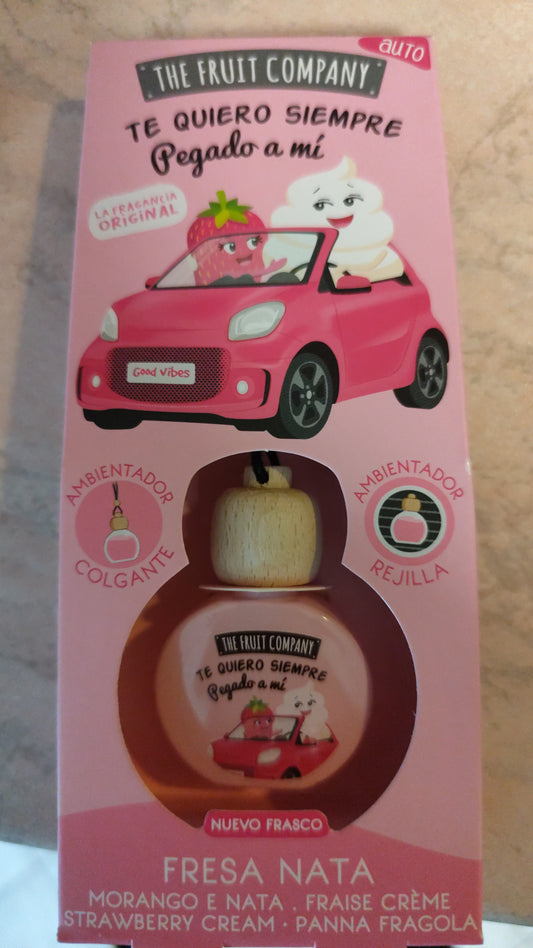 auto
THE FRUIT COMPANY
TE QUIERO SIEMPRE
Pegado a mí
LA FRAGANCIA
ORIGINAL
Good Vibes
AMBIENTADOR
COLGANTE
AMBIENTADOR
REJILLA
THE FRUIT COMPANY
TE QUIERO SIEMPRE
Pegado a mí
NUEVO FRASCO
FRESA NATA
MORANGO E NATA . FRAISE CRÈME
STRAWBERRY CREAM · PANNA FRAGOLA